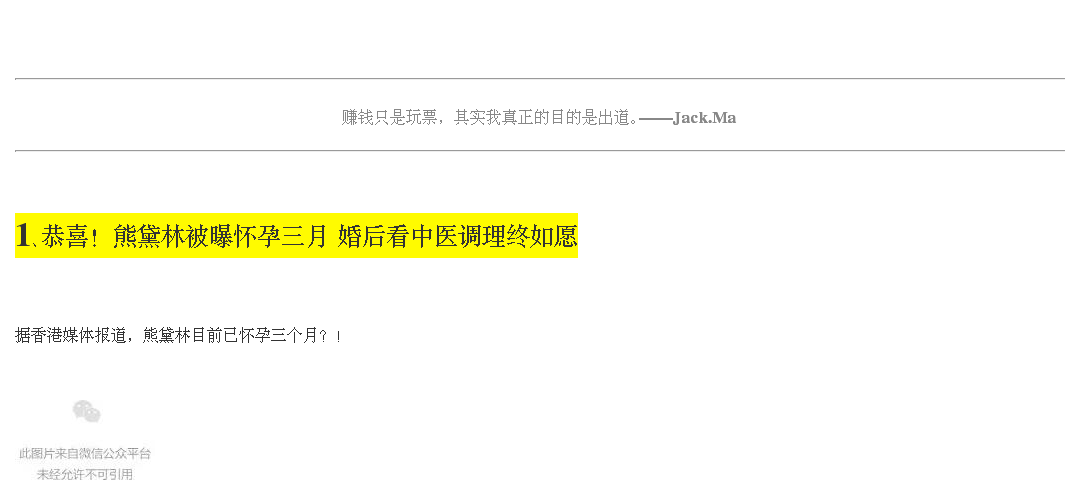 赚钱只是玩票，其实我真正的目的是出道。——Jack.Ma
1、恭喜！熊黛林被曝怀孕三月 婚后看中医调理终如愿
据香港媒体报道，熊黛林目前已怀孕三个月？！
此图片来自微信公众平台
未经允许不可引用